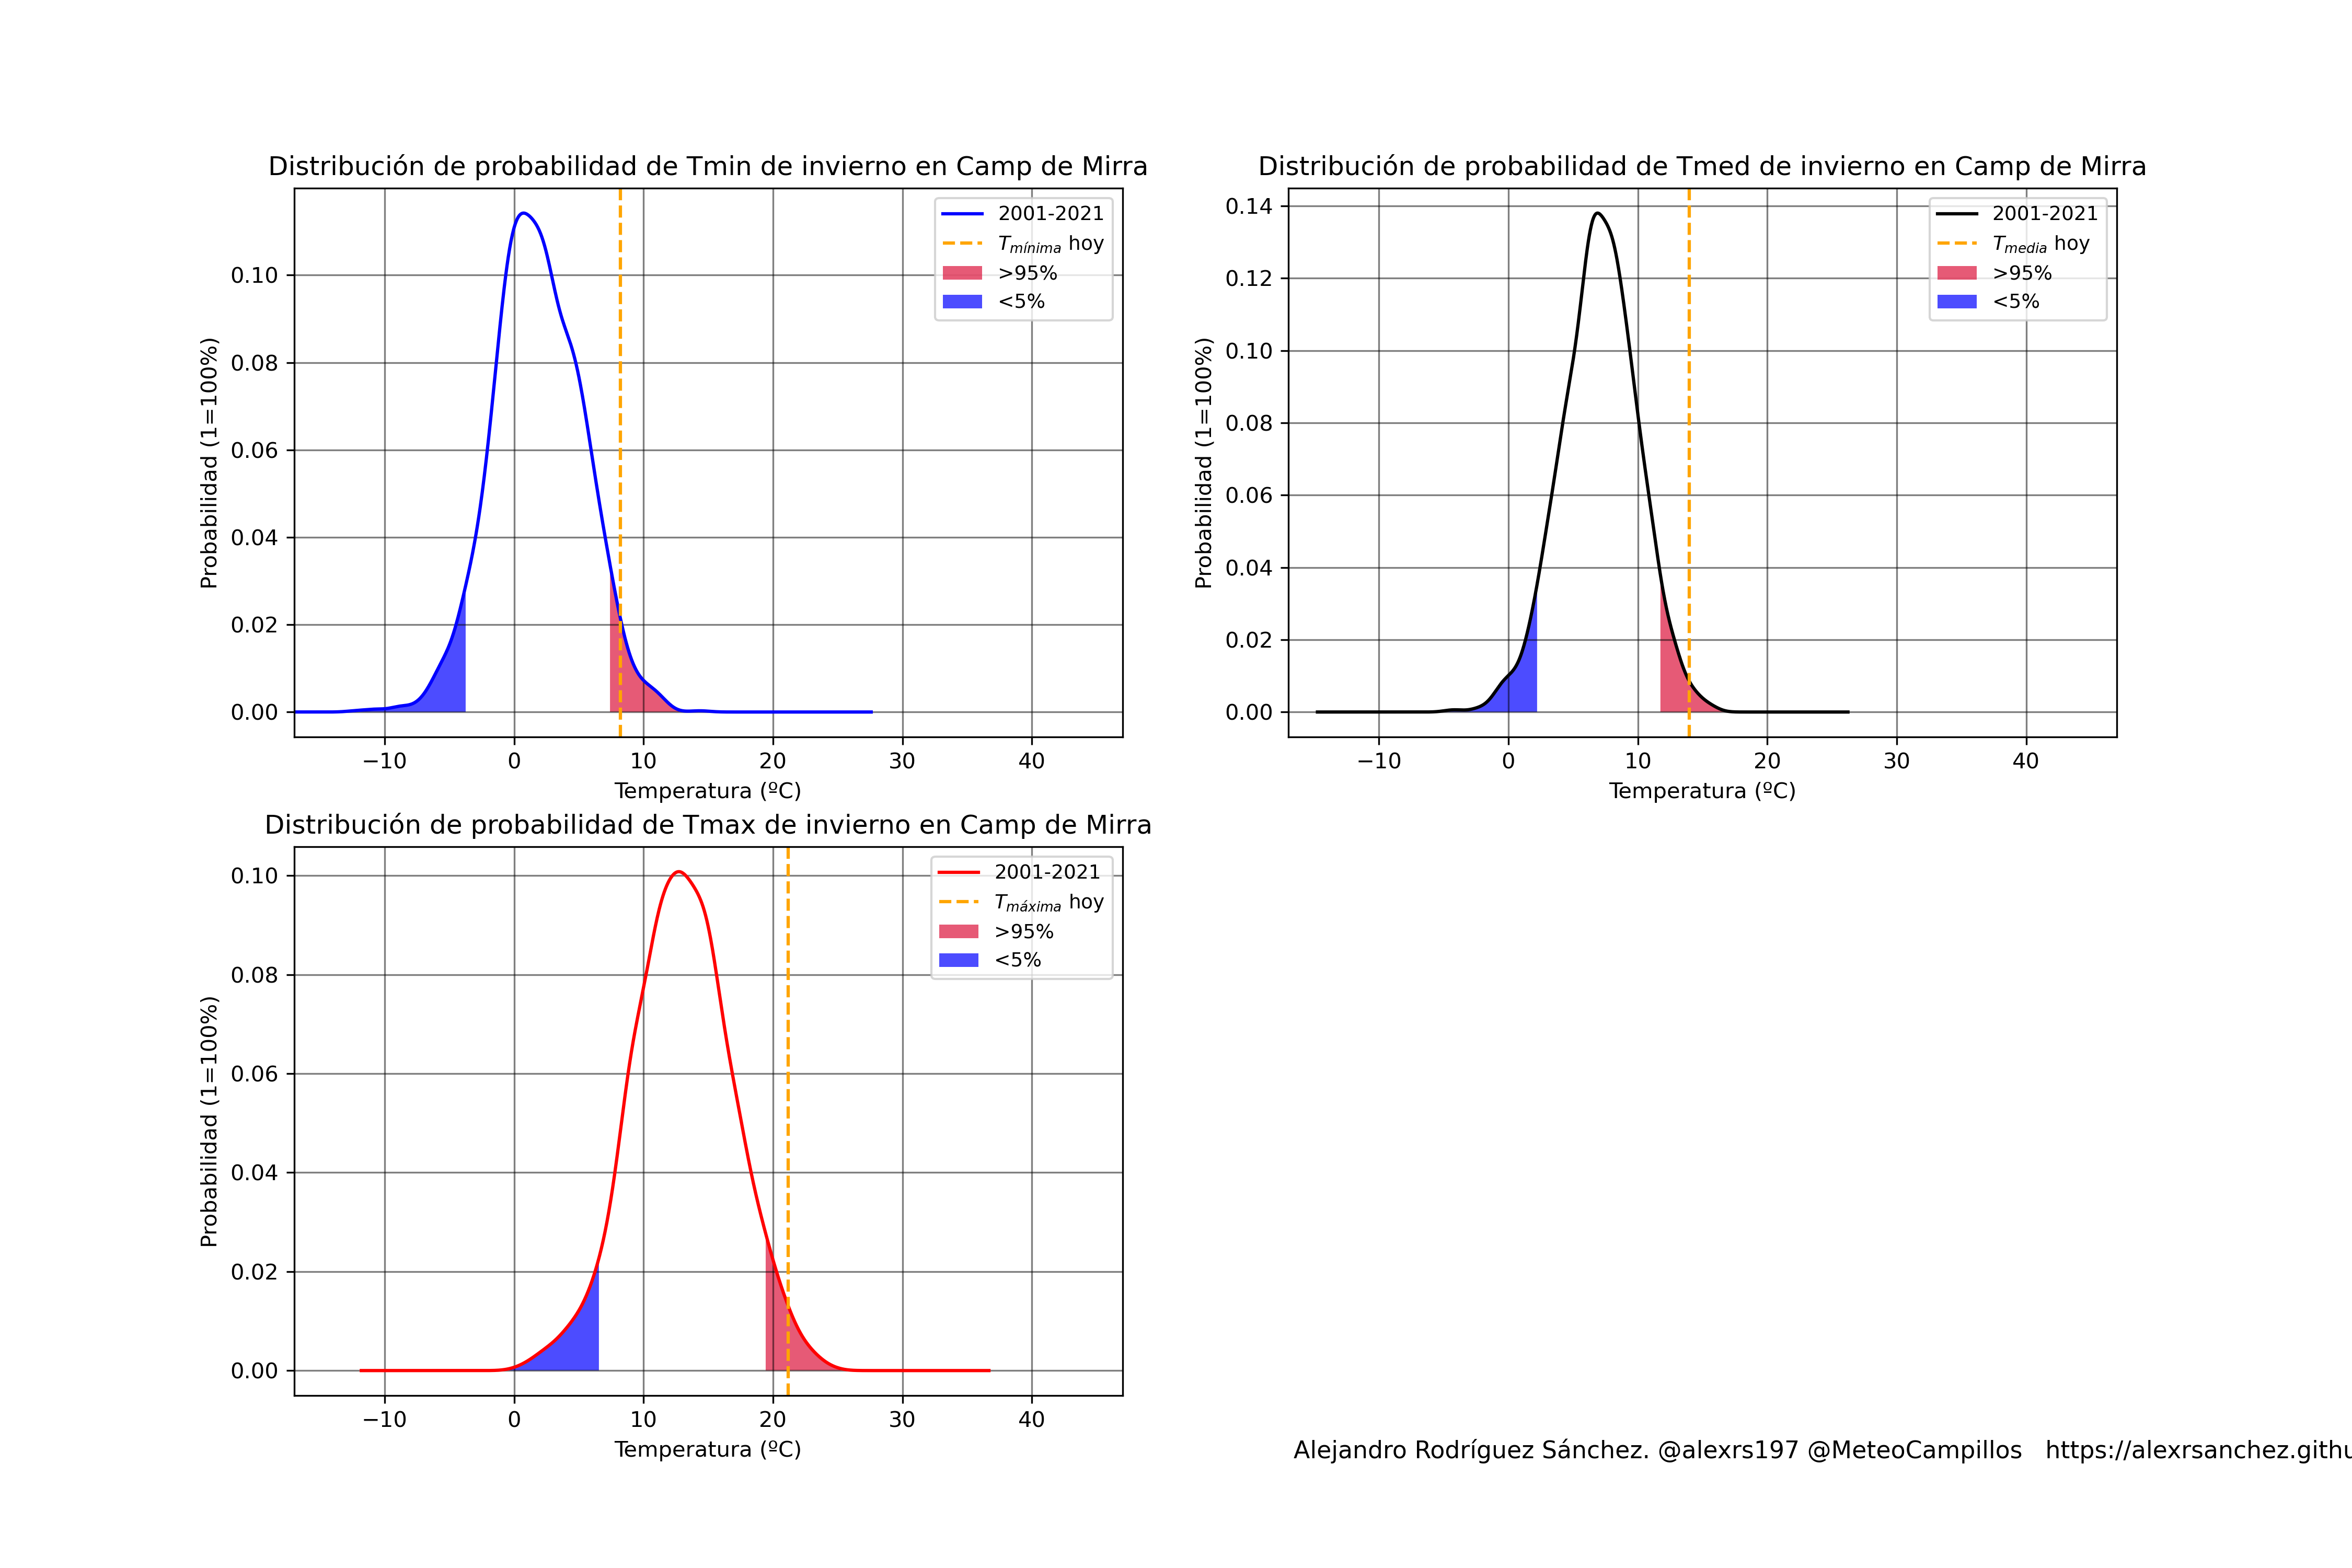 Distribución de probabilidad de Tmin de invierno en Camp de Mirra
0.10
0.08
0.06
0.04
0.02
0.00
Probabilidad (1=100%)
2001-2021
Tmínima hoy
>95%
<5%
−10 0 10 20 30 40
Temperatura (ºC)
Distribución de probabilidad de Tmed de invierno en Camp de Mirra
0.14
0.12
0.10
0.08
0.06
0.04
0.02
0.00
Probabilidad (1=100%)
2001-2021
Tmedia hoy
>95%
<5%
−10 0 10 20 30 40
Temperatura (ºC)
Distribución de probabilidad de Tmax de invierno en Camp de Mirra
0.10
0.08
0.06
0.04
0.02
0.00
Probabilidad (1=100%)
2001-2021
Tmáxima hoy
>95%
<5%
−10 0 10 20 30 40
Temperatura (ºC)
Alejandro Rodríguez Sánchez. @alexrs197 @MeteoCampillos https://alexrsanchez.githu